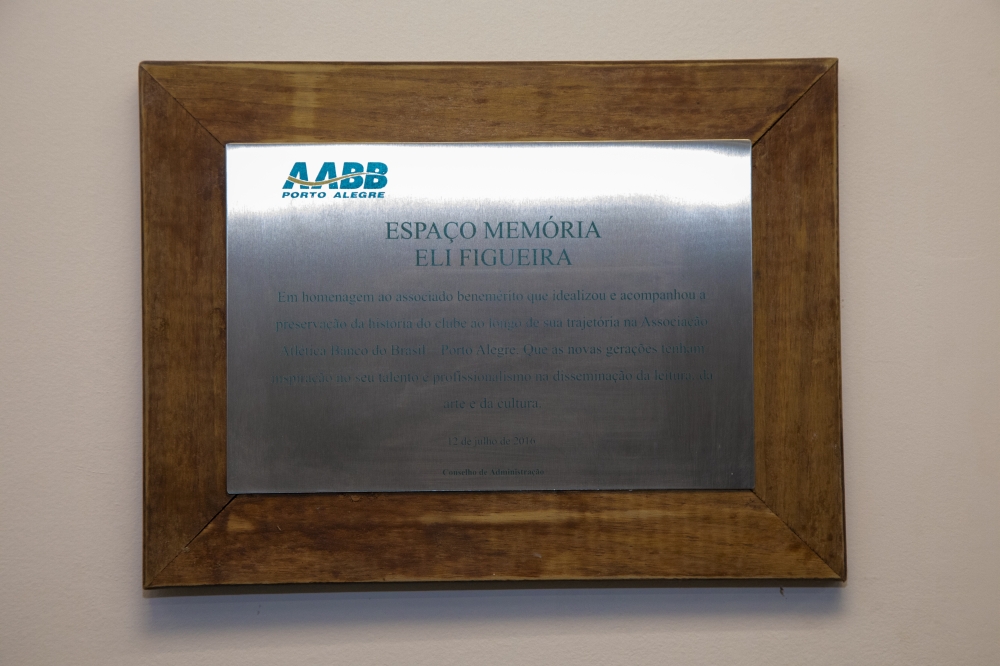 AABB
PORTO ALEGRE
ESPAÇO MEMÓRIA
ELI FIGUEIRA
Em homenagem ao associado benemérito que idealizou e acompanhou a
preservação da história do clube ao longo de sua trajetória na Associação
Atlética Banco do Brasil - Porto Alegre. Que as novas gerações tenham
inspiração no seu talento e profissionalismo na disseminação da leitura, da
arte e da cultura.
12 de julho de 2016
Conselho de Administração